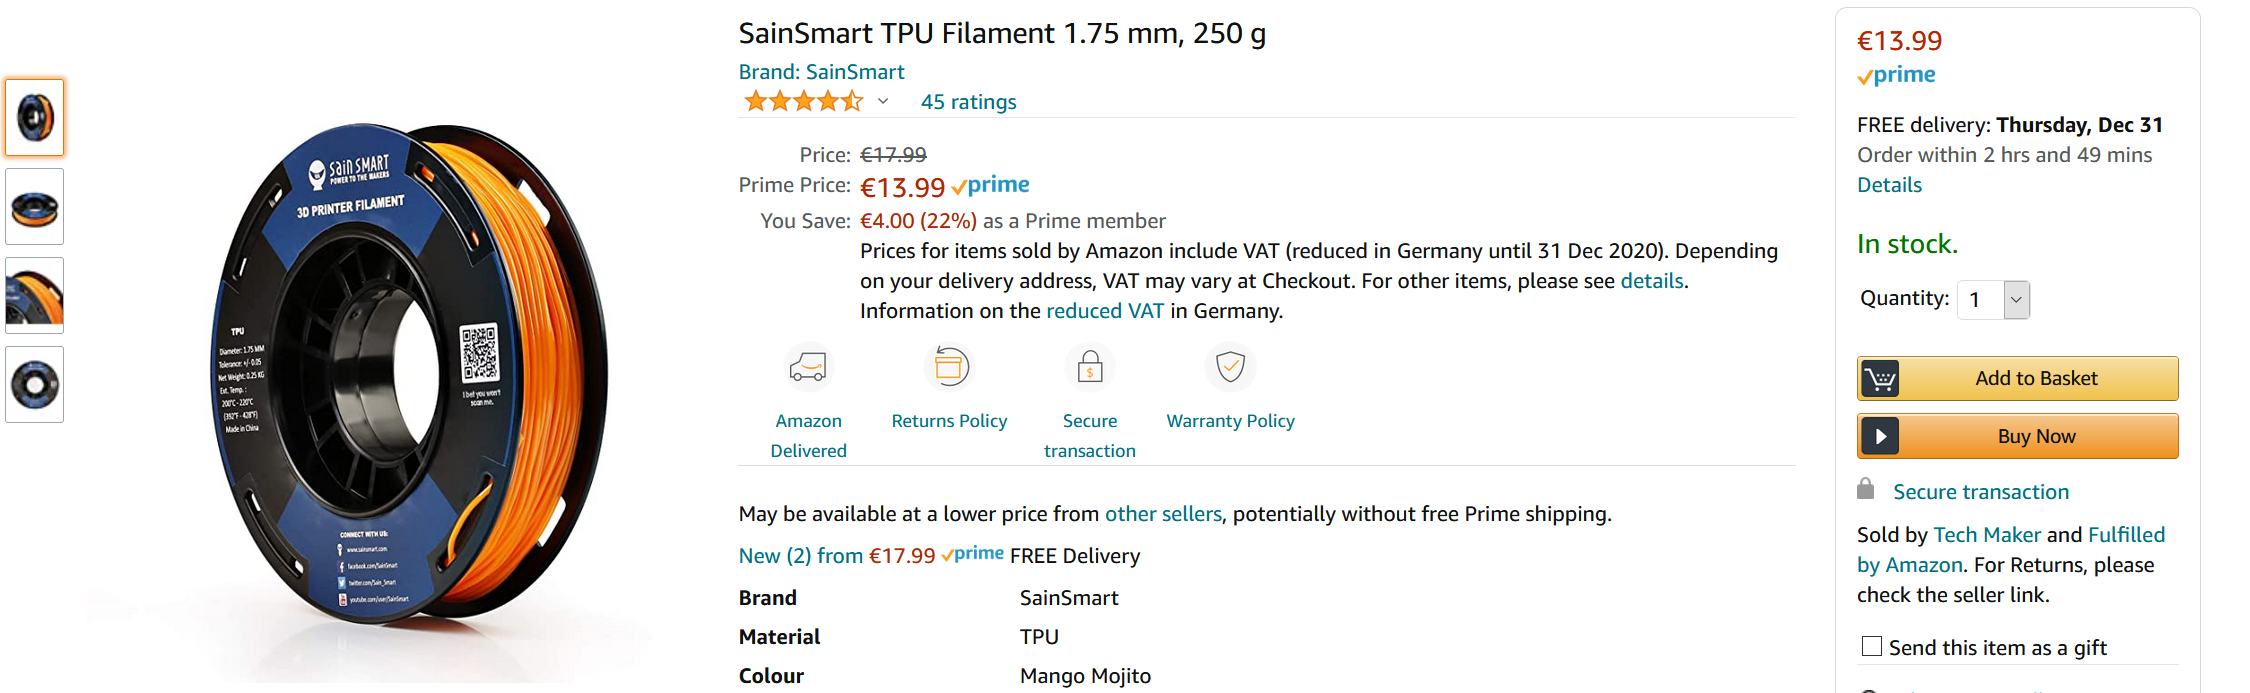 SainSmart TPU Filament 1.75 mm, 250 g
Brand: SainSmart
45 ratings
Price: €17.99
Prime Price: €13.99 prime
You Save: €4.00 (22%) as a Prime member
Prices for items sold by Amazon include VAT (reduced in Germany until 31 Dec 2020). Depending
on your delivery address, VAT may vary at Checkout. For other items, please see details.
Information on the reduced VAT in Germany.
Amazon
Delivered
Returns Policy
Secure
transaction
Warranty Policy
May be available at a lower price from other sellers, potentially without free Prime shipping.
New (2) from €17.99 prime FREE Delivery
Brand SainSmart
Material TPU
Colour Mango Mojito
€13.99
prime
FREE delivery: Thursday, Dec 31
Order within 2 hrs and 49 mins
Details
In stock.
Quantity: 1
Add to Basket
Buy Now
Secure transaction
Sold by Tech Maker and Fulfilled
by Amazon. For Returns, please
check the seller link.
Send this item as a gift
SainSMART
POWER TO THE MAKERS
3D PRINTER FILAMENT
TPU
Diameter: 1.75 MM
Tolerance: +/- 0.05
Net Weight: 0.25 KG
Ext. Temp. :
200°C - 220°C
(392°F - 428°F)
Made in China
I bet you won't
scan me.
CONNECT WITH US:
www.sainsmart.com
facebook.com/SainSmart
twitter.com/Sain_Smart
youtube.com/user/SainSmart